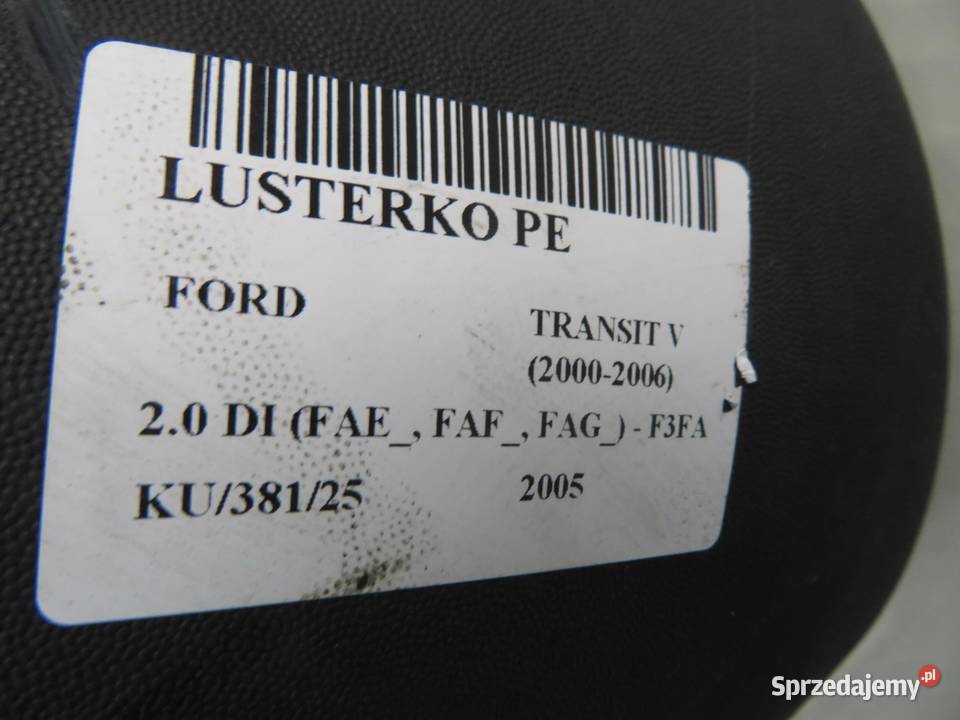 LUSTERKO PE
FORD
TRANSIT V
(2000-2006)
2.0 DI (FAE_, FAF_, FAG_) - F3FA
KU/381/25 2005
Sprzedajemy.pl